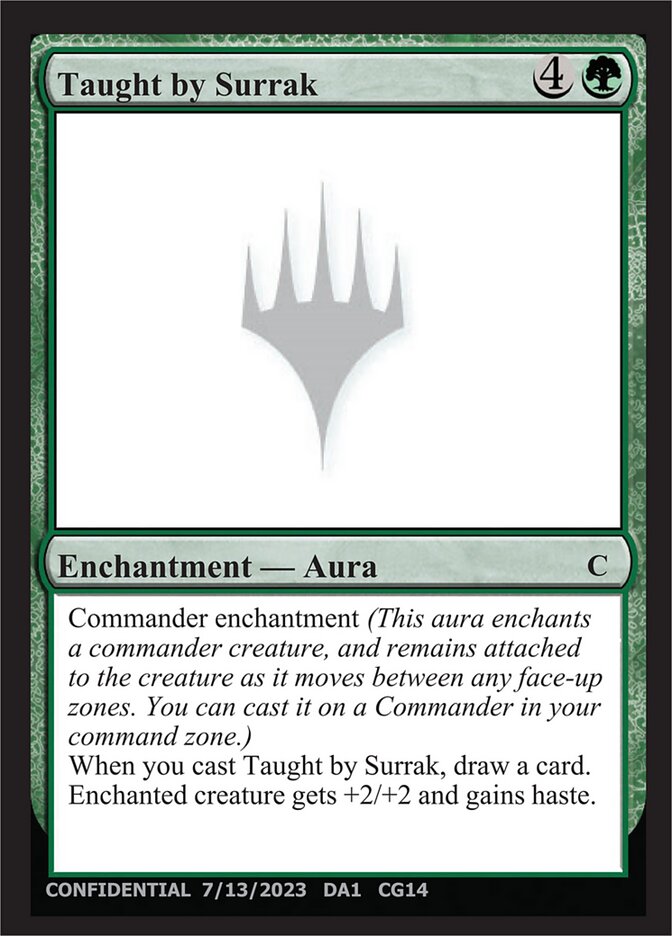 Taught by Surrak 4
Enchantment — Aura C
Commander enchantment (This aura enchants
a commander creature, and remains attached
to the creature as it moves between any face-up
zones. You can cast it on a Commander in your
command zone.)
When you cast Taught by Surrak, draw a card.
Enchanted creature gets +2/+2 and gains haste.
CONFIDENTIAL 7/13/2023 DA1 CG14